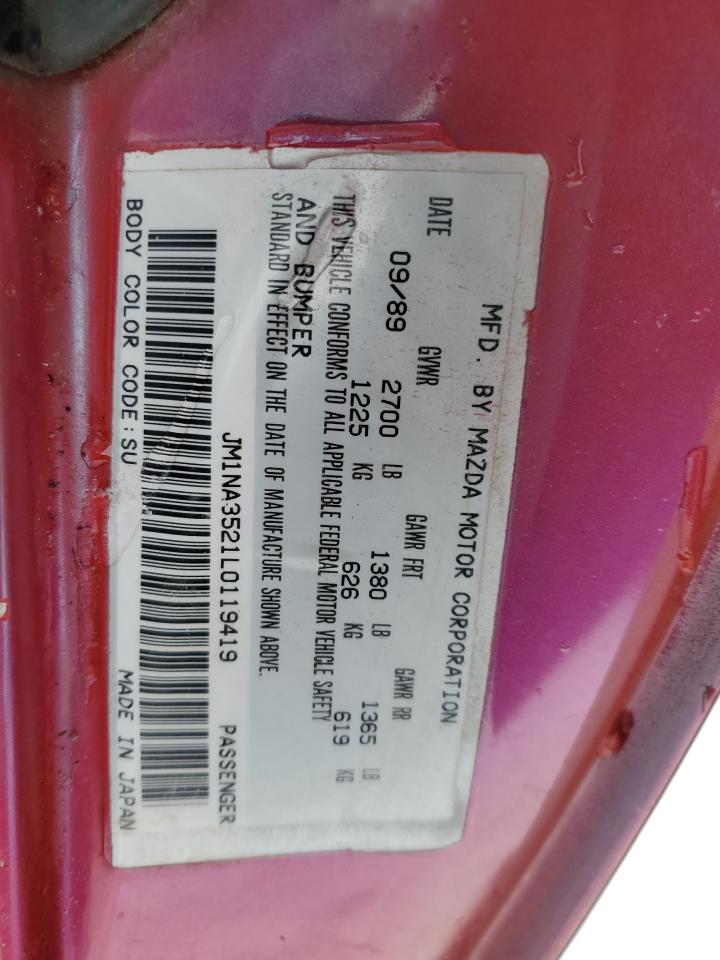 MFD. BY MAZDA MOTOR CORPORATION
DATE GVWR GAWR FRT GAWR RR
09/89 2700 LB 1380 LB 1365 LB
1225 KG 626 KG 619 KG
THIS VEHICLE CONFORMS TO ALL APPLICABLE FEDERAL MOTOR VEHICLE SAFETY
AND BUMPER
STANDARD IN EFFECT ON THE DATE OF MANUFACTURE SHOWN ABOVE.
JM1NA3521L0119419 PASSENGER
BODY COLOR CODE:SU MADE IN JAPAN